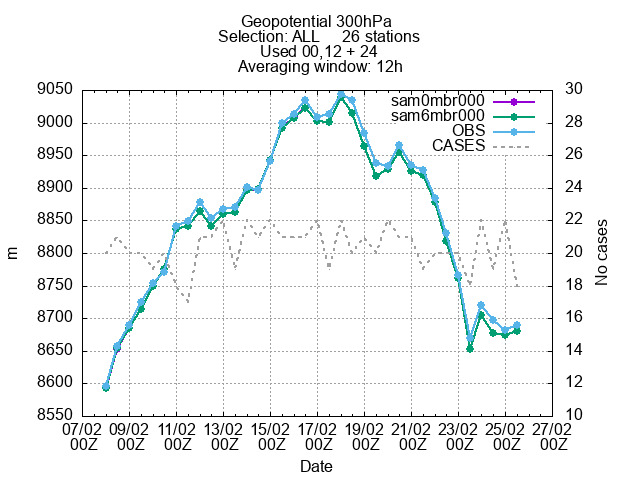 Geopotential 300hPa
Selection: ALL 26 stations
Used 00,12 + 24
Averaging window: 12h
sam0mbr000
sam6mbr000
OBS
CASES
9050
9000
8950
8900
8850
8800
8750
8700
8650
8600
8550
m
30
28
26
24
22
20
18
16
14
12
10
No cases
07/02 09/02 11/02 13/02 15/02 17/02 19/02 21/02 23/02 25/02 27/02
00Z 00Z 00Z 00Z 00Z 00Z 00Z 00Z 00Z 00Z 00Z
Date